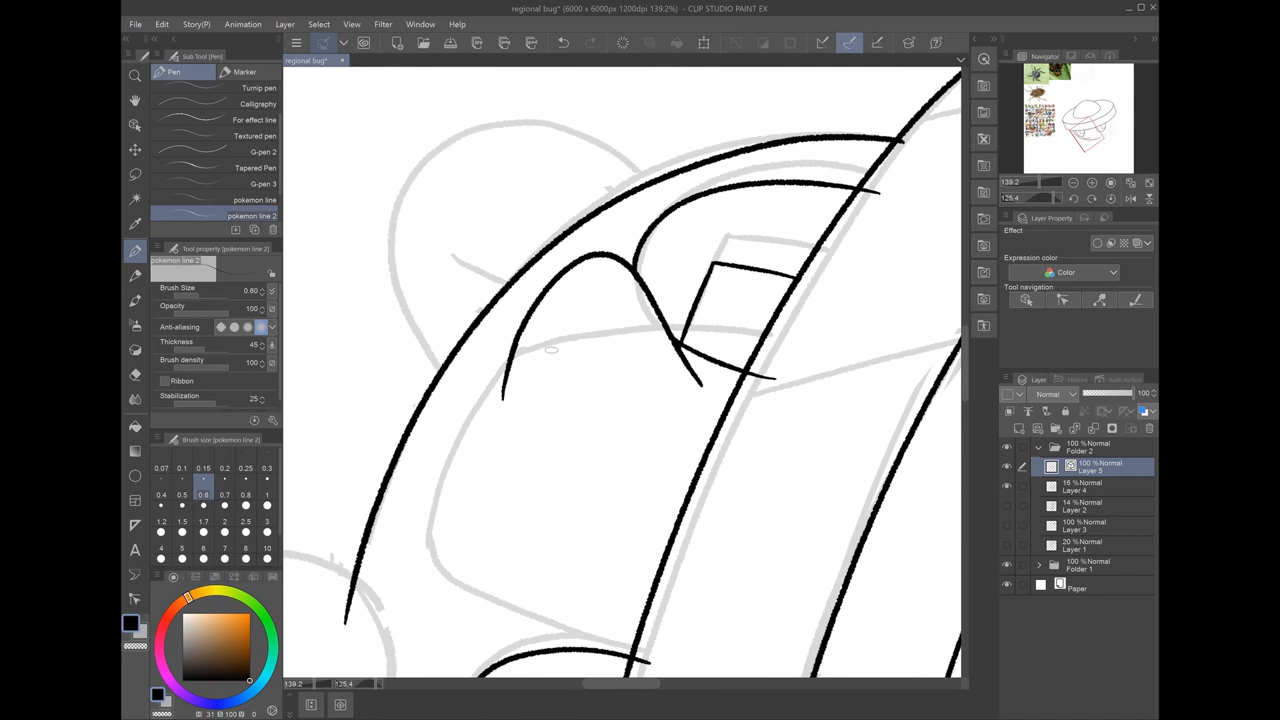 regional bug* (6000 x 6000px 1200dpi 139.2%) - CLIP STUDIO PAINT EX
File Edit Story(P) Animation Layer Select View Filter Window Help
Sub Tool [Pen]
regional bug*
Navigator
Pen Marker
Turnip pen
Calligraphy
For effect line
Textured pen
G-pen 2
Tapered Pen
G-pen 3
pokemon line
pokemon line 2
Tool property [pokemon line 2]
pokemon line 2
Brush Size 0.60
Opacity 100
Anti-aliasing
Thickness 45
Brush density 100
Ribbon
Stabilization 25
Brush size [pokemon line 2]
0.07 0.1 0.15 0.2 0.25 0.3
0.4 0.5 0.6 0.7 0.8 1
1.2 1.5 1.7 2 2.5 3
4 5 6 7 8 10
H 31 S 100 V 0
139.2 125.4
139.2
125.4
Layer Property
Effect
Expression color
Color
Tool navigation
Layer History Auto Action
Normal 100
100 %Normal
Folder 2
100 %Normal
Layer 5
16 %Normal
Layer 4
14 %Normal
Layer 2
100 %Normal
Layer 3
20 %Normal
Layer 1
100 %Normal
Folder 1
Paper